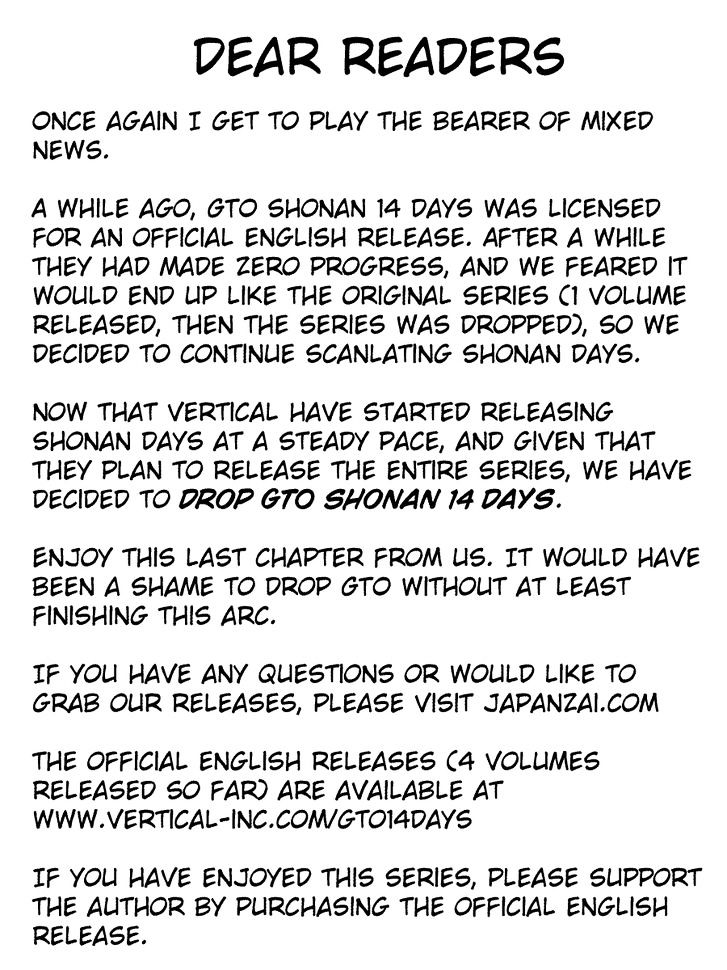 DEAR READERS
ONCE AGAIN I GET TO PLAY THE BEARER OF MIXED
NEWS.
A WHILE AGO, GTO SHONAN 14 DAYS WAS LICENSED
FOR AN OFFICIAL ENGLISH RELEASE. AFTER A WHILE
THEY HAD MADE ZERO PROGRESS, AND WE FEARED IT
WOULD END UP LIKE THE ORIGINAL SERIES (1 VOLUME
RELEASED, THEN THE SERIES WAS DROPPED), SO WE
DECIDED TO CONTINUE SCANLATING SHONAN DAYS.
NOW THAT VERTICAL HAVE STARTED RELEASING
SHONAN DAYS AT A STEADY PACE, AND GIVEN THAT
THEY PLAN TO RELEASE THE ENTIRE SERIES, WE HAVE
DECIDED TO DROP GTO SHONAN 14 DAYS.
ENJOY THIS LAST CHAPTER FROM US. IT WOULD HAVE
BEEN A SHAME TO DROP GTO WITHOUT AT LEAST
FINISHING THIS ARC.
IF YOU HAVE ANY QUESTIONS OR WOULD LIKE TO
GRAB OUR RELEASES, PLEASE VISIT JAPANZAI.COM
THE OFFICIAL ENGLISH RELEASES (4 VOLUMES
RELEASED SO FAR) ARE AVAILABLE AT
WWW.VERTICAL-INC.COM/GTO14DAYS
IF YOU HAVE ENJOYED THIS SERIES, PLEASE SUPPORT
THE AUTHOR BY PURCHASING THE OFFICIAL ENGLISH
RELEASE.